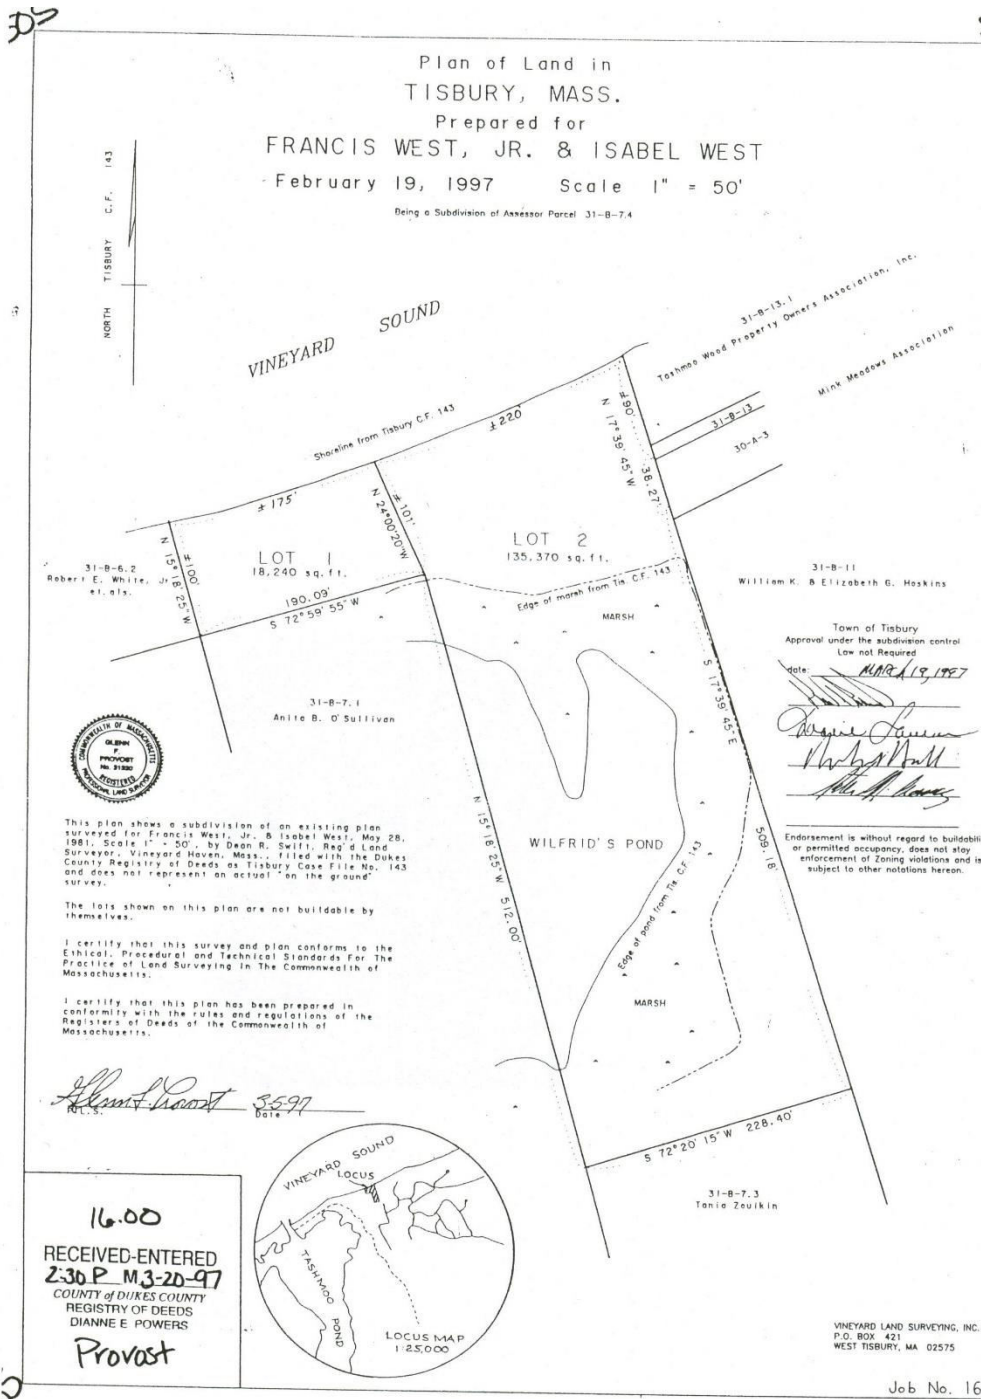 Plan of Land in
TISBURY, MASS.
Prepared for
FRANCIS WEST, JR. & ISABEL WEST
February 19, 1997 Scale 1" = 50'
Being a Subdivision of Assessor Parcel 31-B-7.4
NORTH TISBURY C.F. 143
VINEYARD SOUND
31-B-13.1
Tashmoo Wood Property Owners Association, Inc.
Mink Meadows Association
31-B-13
30-A-3
Shoreline from Tisbury C.F. 143
±220'
±90'
N 17°39'45"W
38.27'
±175'
±101'
N 24°00'20"W
±100'
N 15°18'25"W
LOT 1
18,240 sq.ft.
LOT 2
135,370 sq.ft.
31-B-6.2
Robert E. White, Jr
et. als.
190.09'
S 72°59'55"W
Edge of marsh from Tis. C.F. 143
MARSH
31-B-11
William K. & Elizabeth G. Hoskins
Town of Tisbury
Approval under the subdivision control
Law not Required
date: MARCH 19, 1997
31-B-7.1
Anite B. O'Sullivan
S 17°39'45"E
509.18'
COMMONWEALTH OF MASSACHUSETTS
GLENN
F.
PROVOST
REGISTERED
PROFESSIONAL LAND SURVEYOR
This plan shows a subdivision of an existing plan
surveyed for Francis West, Jr. & Isabel West, May 28,
1981, Scale 1" = 50', by Dean R. Swift, Reg'd Land
Surveyor, Vineyard Haven, Mass., filed with the Dukes
County Registry of Deeds as Tisbury Case File No. 143
and does not represent an actual "on the ground"
survey.
The lots shown on this plan are not buildable by
themselves.
I certify that this survey and plan conforms to the
Ethical, Procedural and Technical Standards For The
Practice of Land Surveying In The Commonwealth of
Massachusetts.
I certify that this plan has been prepared in
conformity with the rules and regulations of the
Registers of Deeds of the Commonwealth of
Massachusetts.
WILFRID'S POND
N 15°18'25"W 512.00'
Edge of pond from Tis. C.F. 143
MARSH
Endorsement is without regard to buildabili
or permitted occupancy, does not stay
enforcement of Zoning violations and is
subject to other notations hereon.
Glenn F. Provost 3-5-97
R.L.S. Date
S 72°20'15"W 228.40'
31-B-7.3
Tania Zeulkin
VINEYARD SOUND
LOCUS
TASHMOO POND
LOCUS MAP
1:25,000
16.00
RECEIVED-ENTERED
2:30 P M 3-20-97
COUNTY of DUKES COUNTY
REGISTRY OF DEEDS
DIANNE E POWERS
Provost
VINEYARD LAND SURVEYING, INC.
P.O. BOX 421
WEST TISBURY, MA 02575
Job No. 16